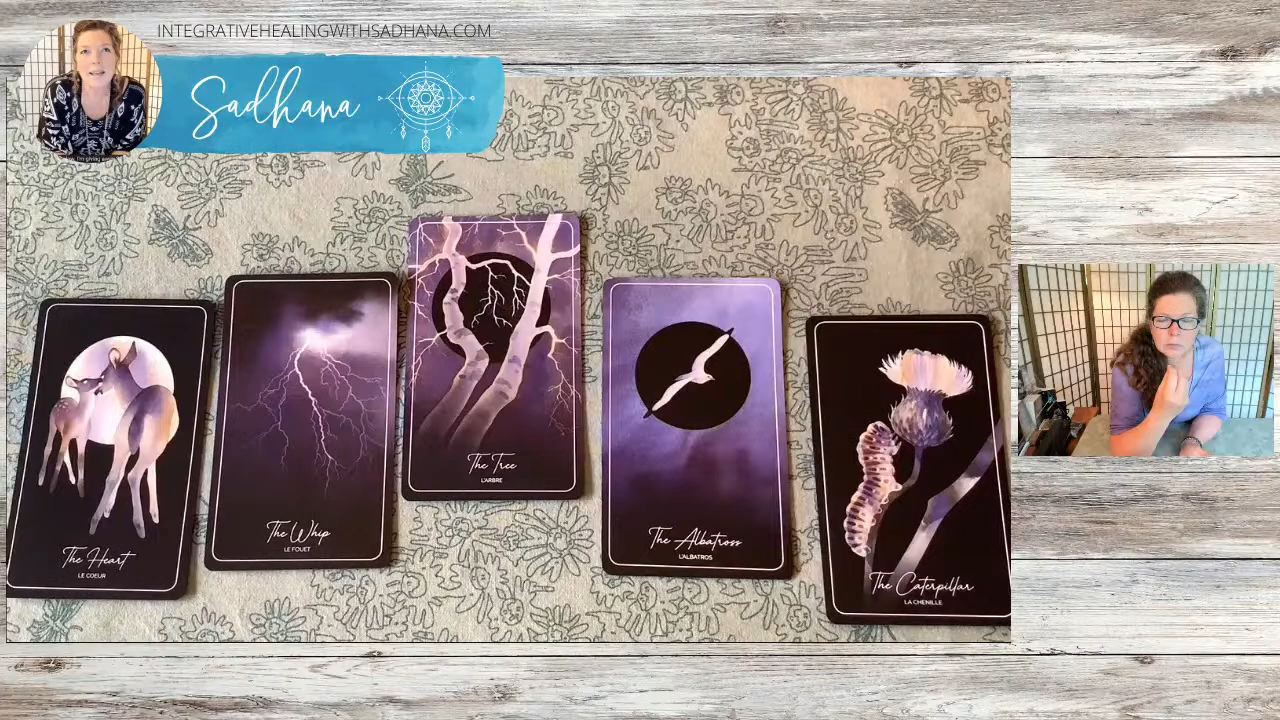 INTEGRATIVEHEALINGWITHSADHANA.COM
Sadhana
The Heart
LE COEUR
The Whip
LE FOUET
The Tree
L'ARBRE
The Albatross
L'ALBATROS
The Caterpillar
LA CHENILLE